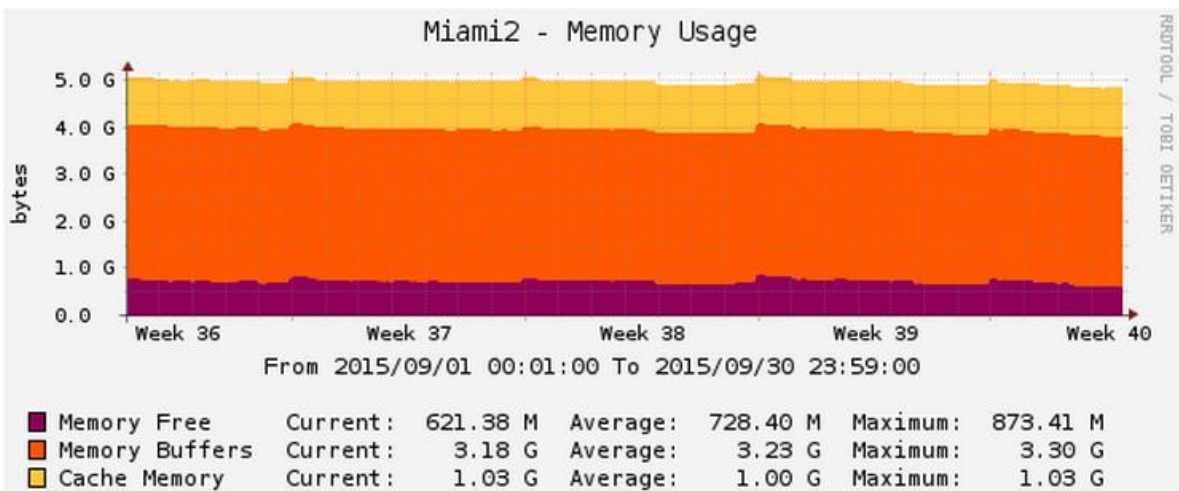 Miami2 - Memory Usage
RRDTOOL / TOBI OETIKER
bytes
5.0 G
4.0 G
3.0 G
2.0 G
1.0 G
0.0
Week 36 Week 37 Week 38 Week 39 Week 40
From 2015/09/01 00:01:00 To 2015/09/30 23:59:00
Memory Free Current: 621.38 M Average: 728.40 M Maximum: 873.41 M
Memory Buffers Current: 3.18 G Average: 3.23 G Maximum: 3.30 G
Cache Memory Current: 1.03 G Average: 1.00 G Maximum: 1.03 G